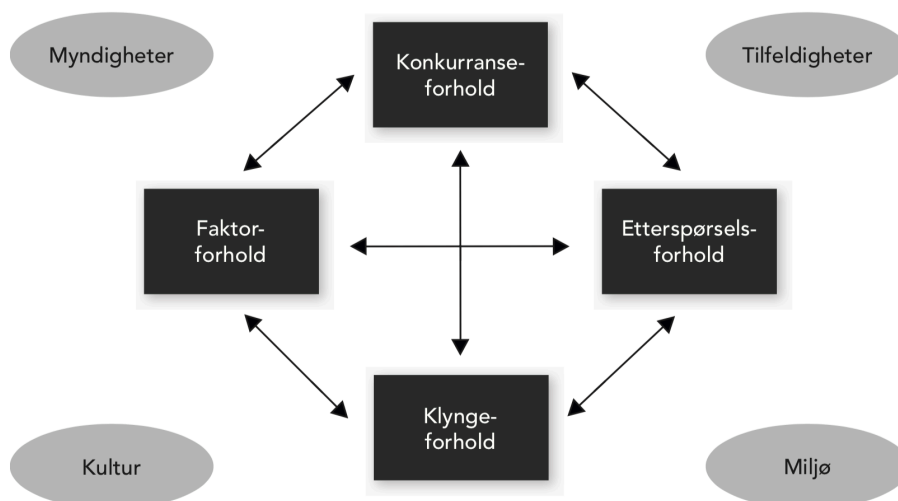 Myndigheter
Konkurranse-
forhold
Tilfeldigheter
Faktor-
forhold
Etterspørsels-
forhold
Klynge-
forhold
Kultur
Miljø